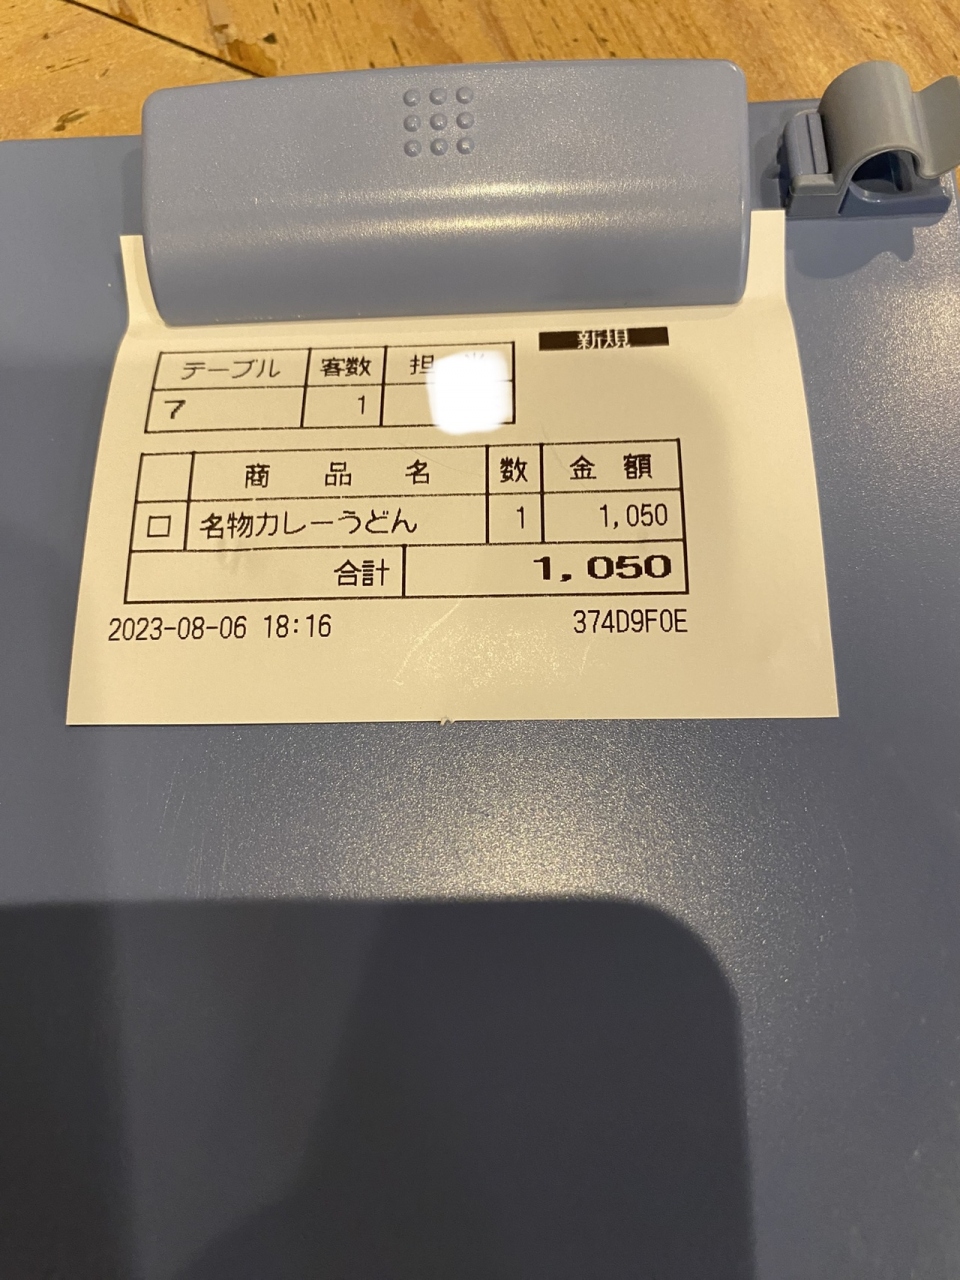 新規
テーブル 客数 担
7 1
商品名 数 金額
□ 名物カレーうどん 1 1,050
合計 1,050
2023-08-06 18:16 374D9F0E